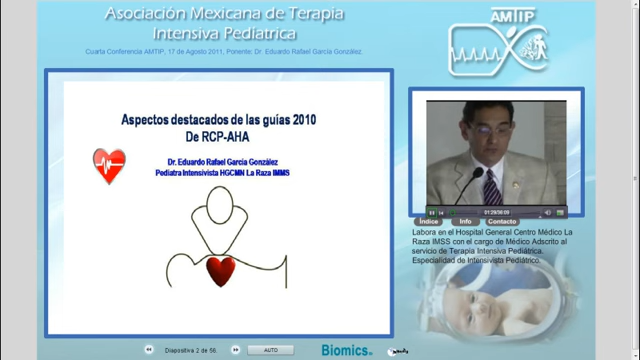 Asociación Mexicana de Terapia
Intensiva Pediatrica
Cuarta Conferencia AMTIP, 17 de Agosto 2011, Ponente: Dr. Eduardo Rafael García González.
AMTIP
Aspectos destacados de las guías 2010
De RCP-AHA
Dr. Eduardo Rafael García González
Pediatra Intensivista HGCMN La Raza IMMS
Índice Info Contacto
Labora en el Hospital General Centro Médico La
Raza IMSS con el cargo de Médico Adscrito al
servicio de Terapia Intensiva Pediátrica.
Especialidad de Intensivista Pediátrico.
Diapositiva 2 de 56.
AUTO
Biomics